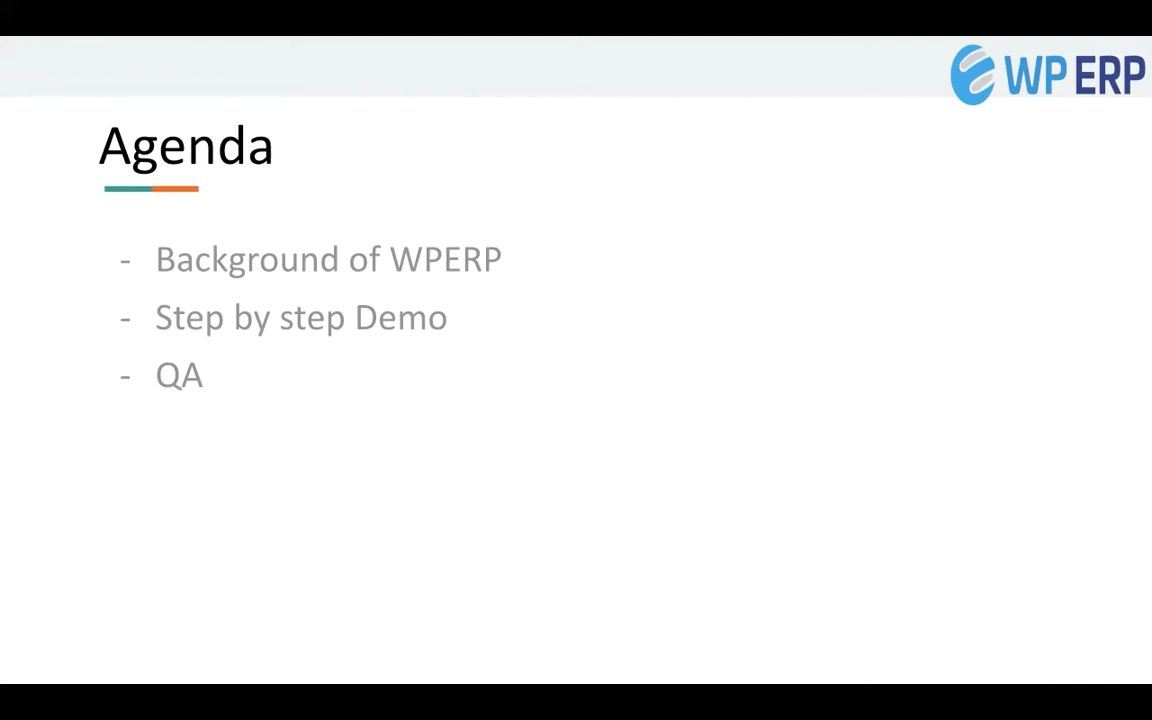 WP ERP
Agenda
- Background of WPERP
- Step by step Demo
- QA